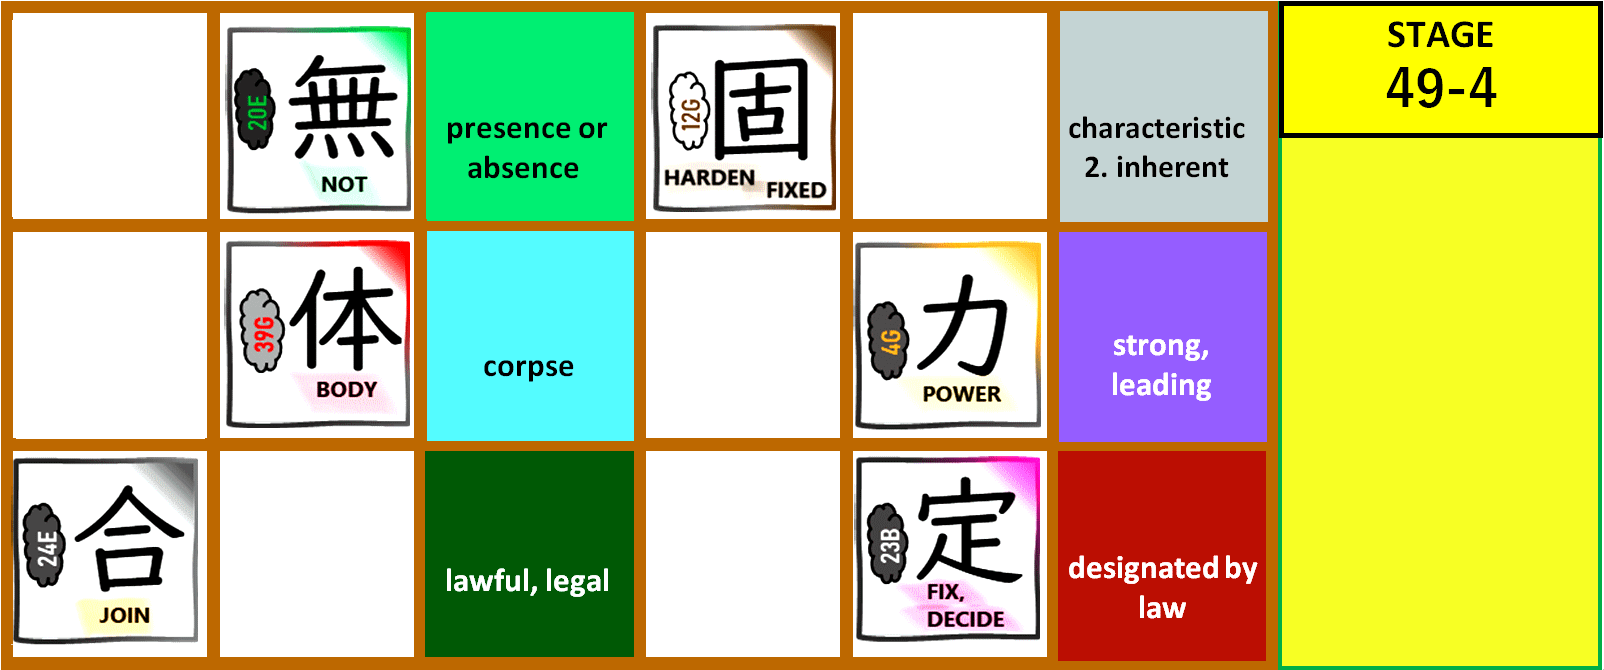 20E
無
NOT
presence or
absence
12G
固
HARDEN
FIXED
characteristic
2. inherent
STAGE
49-4
39G
体
BODY
corpse
4G
力
POWER
strong,
leading
24E
合
JOIN
lawful, legal
23B
定
FIX,
DECIDE
designated by
law